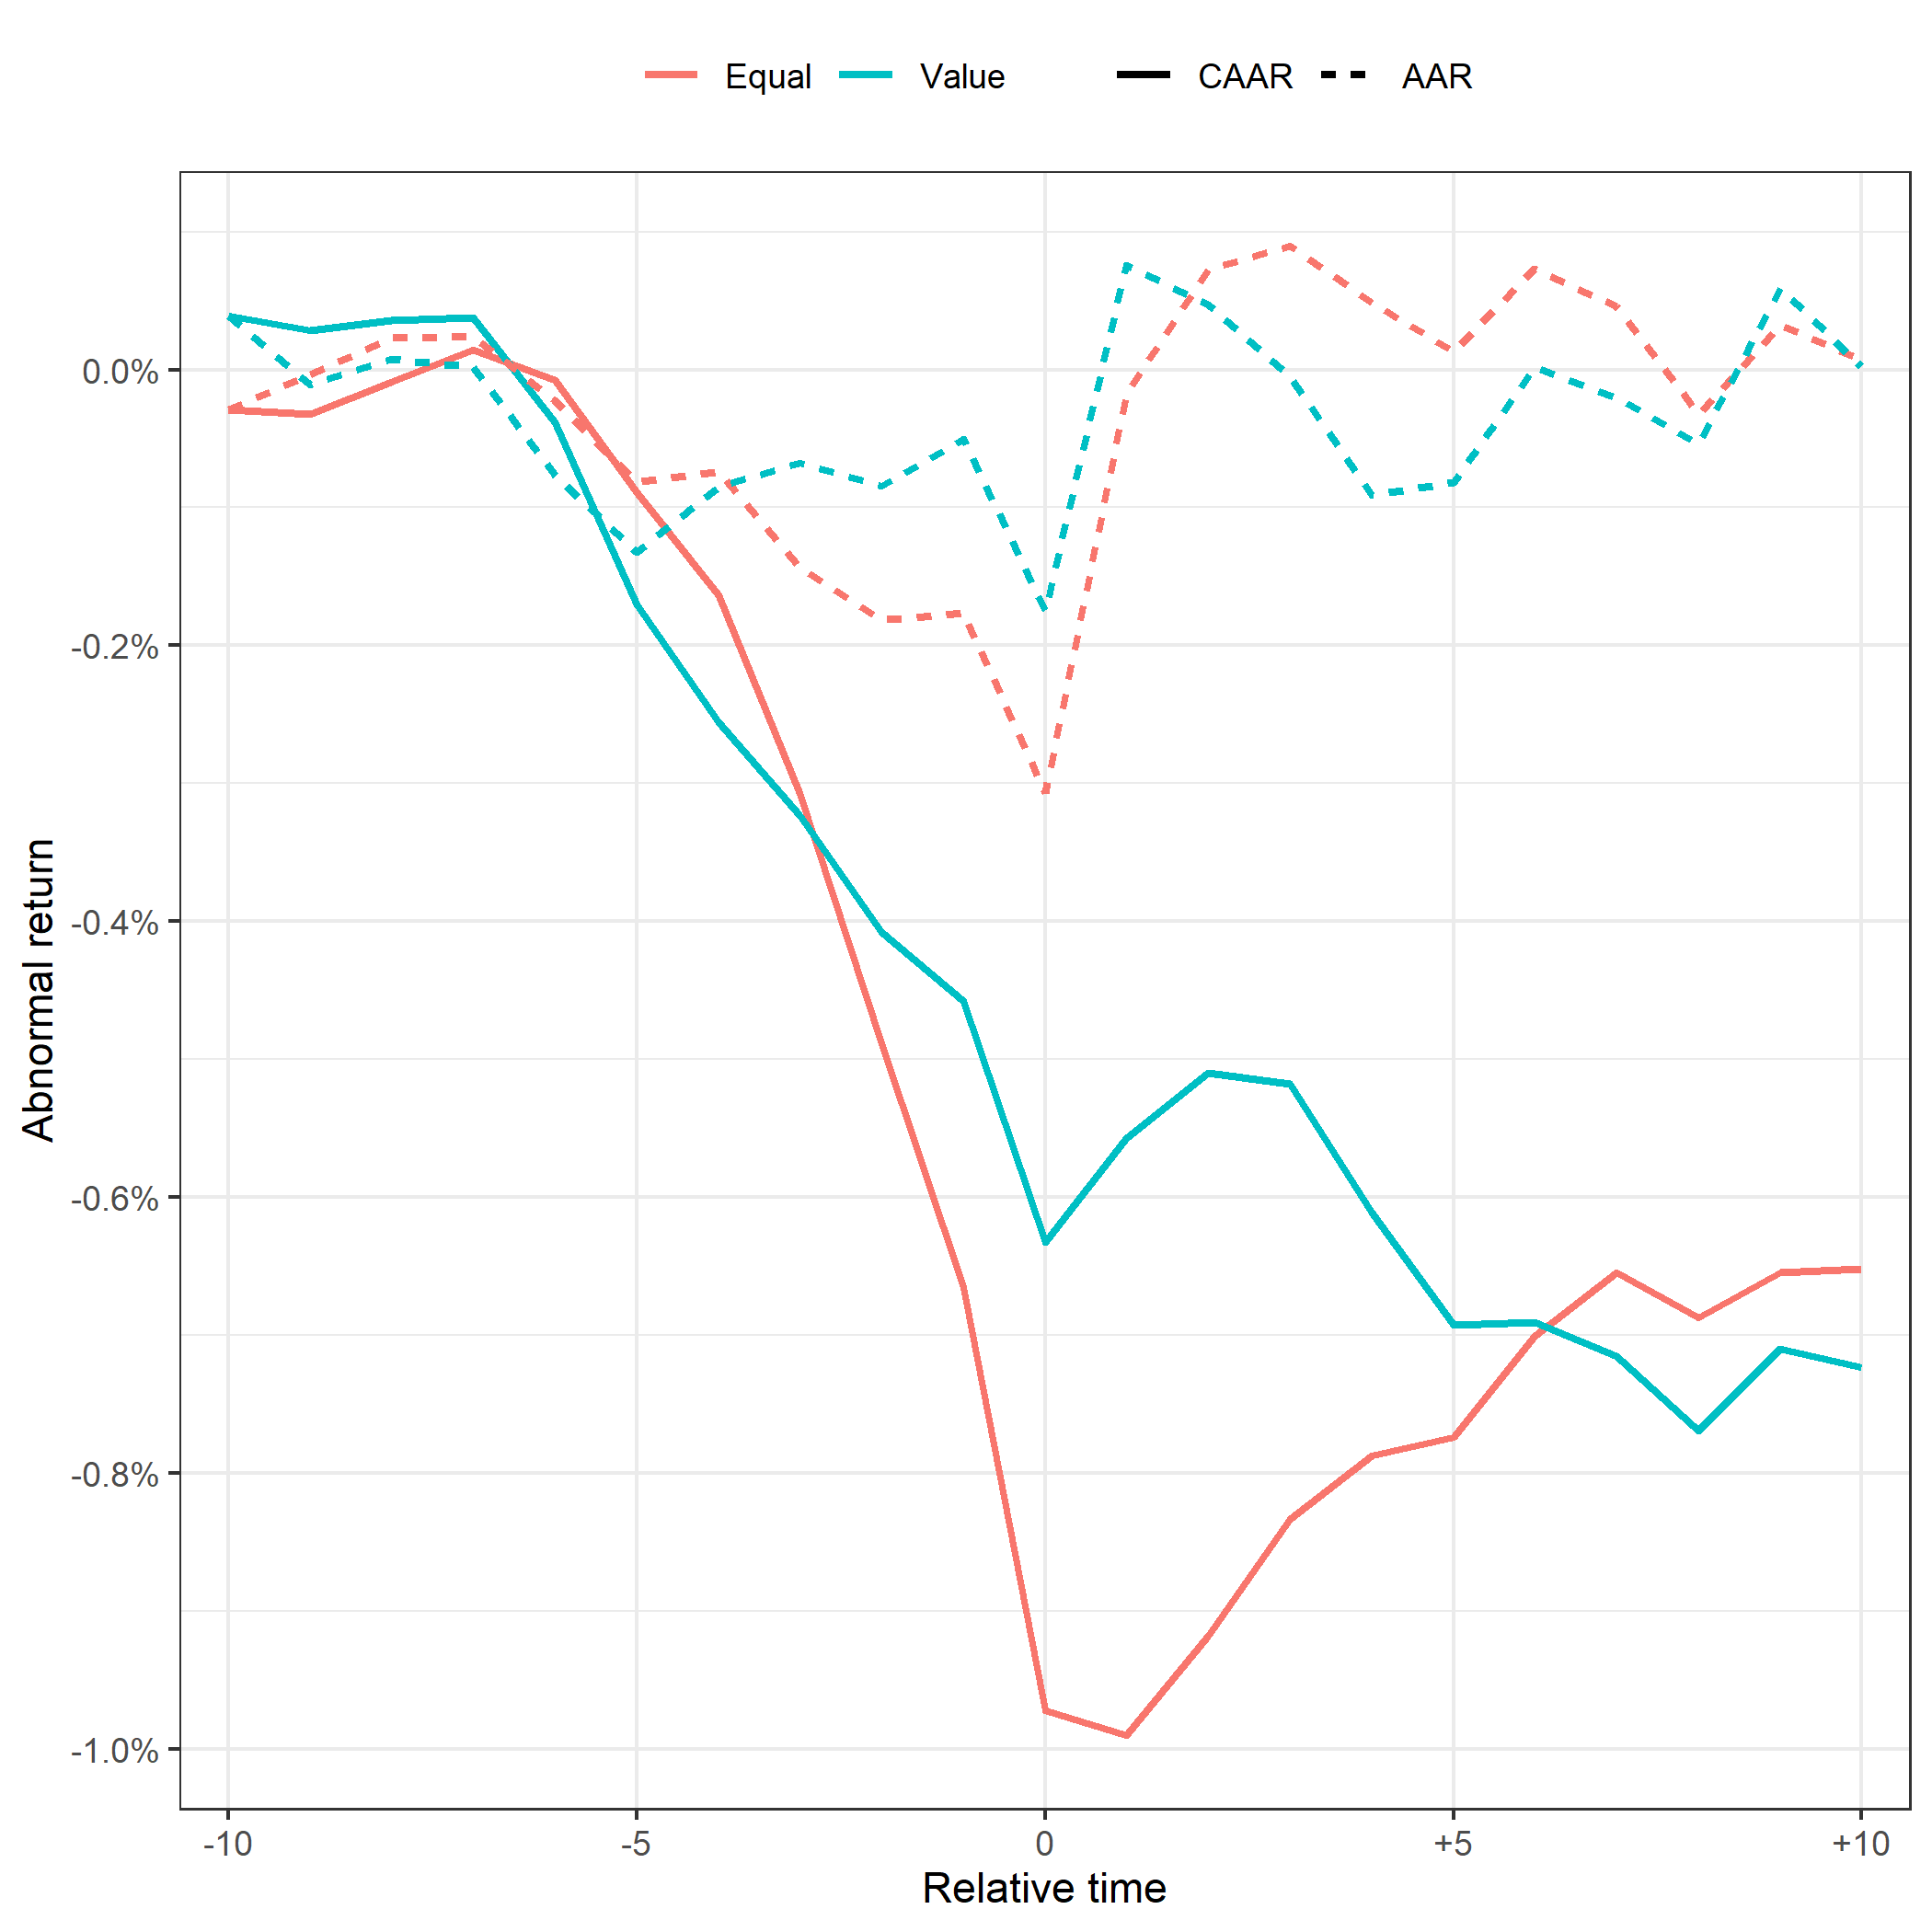 Equal Value CAAR AAR
0.0%
-0.2%
-0.4%
-0.6%
-0.8%
-1.0%
Abnormal return
-10 -5 0 +5 +10
Relative time